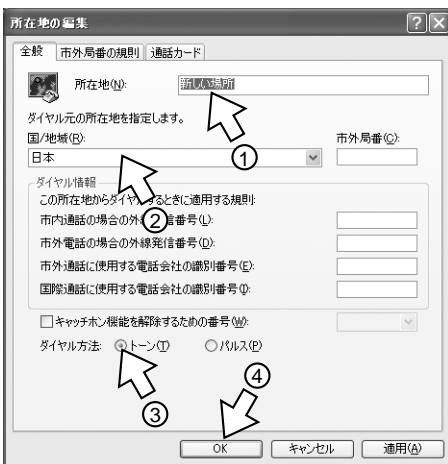 所在地の編集
全般 市外局番の規則 通話カード
所在地(N): 新しい場所
ダイヤル元の所在地を指定します。
国/地域(R): 市外局番(C):
日本
①
ダイヤル情報
この所在地からダイヤルするときに適用する規則:
②
市内通話の場合の外線発信番号(L):
市外電話の場合の外線発信番号(D):
市外通話に使用する電話会社の識別番号(E):
国際通話に使用する電話会社の識別番号(I):
キャッチホン機能を解除するための番号(W):
ダイヤル方法: トーン(T) パルス(P)
④
③
OK キャンセル 適用(A)